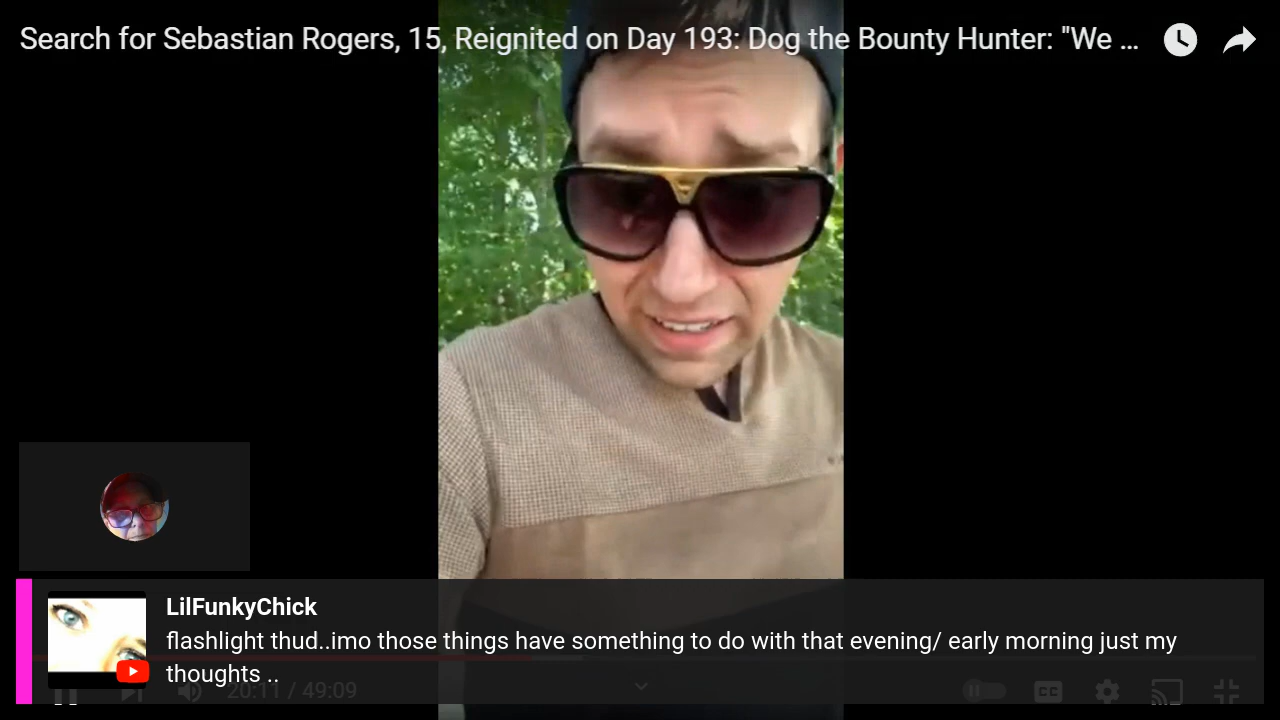 Search for Sebastian Rogers, 15, Reignited on Day 193: Dog the Bounty Hunter: "We ...
LilFunkyChick
flashlight thud..imo those things have something to do with that evening/ early morning just my
thoughts ..
20:11 / 49:09
CC